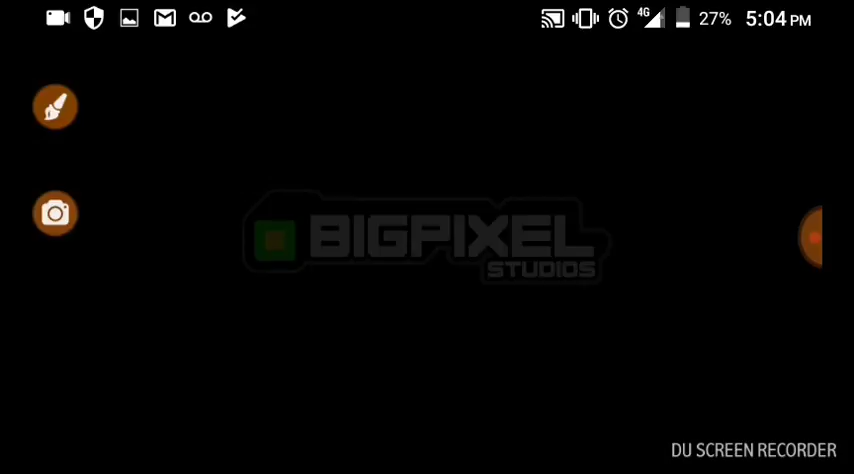 4G 27% 5:04 PM
BIGPIXEL
STUDIOS
DU SCREEN RECORDER